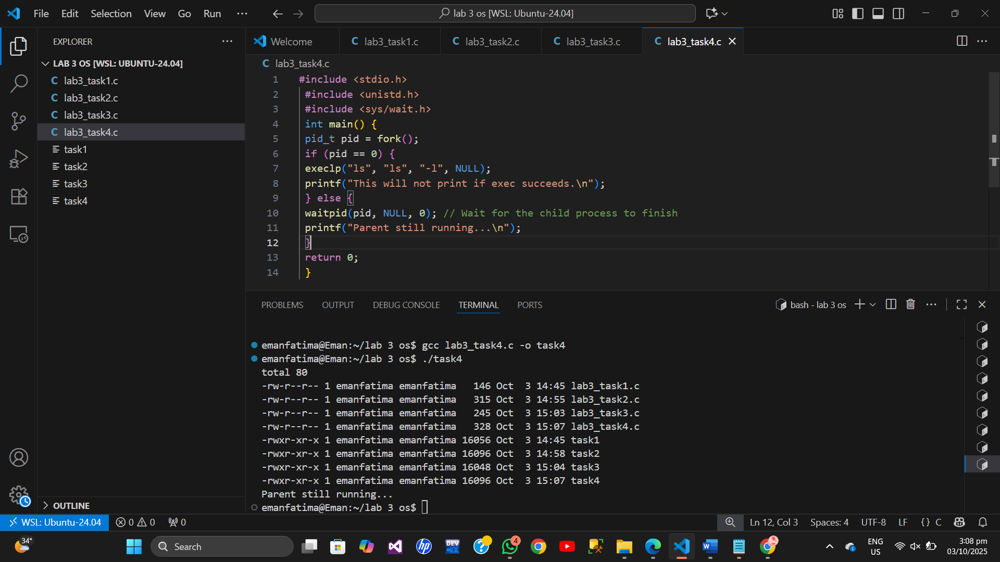 File Edit Selection View Go Run ··· lab 3 os [WSL: Ubuntu-24.04]
EXPLORER
LAB 3 OS [WSL: UBUNTU-24.04]
lab3_task1.c
lab3_task2.c
lab3_task3.c
lab3_task4.c
task1
task2
task3
task4
OUTLINE
Welcome C lab3_task1.c C lab3_task2.c C lab3_task3.c C lab3_task4.c
C lab3_task4.c
1 #include <stdio.h>
2 #include <unistd.h>
3 #include <sys/wait.h>
4 int main() {
5 pid_t pid = fork();
6 if (pid == 0) {
7 execlp("ls", "ls", "-l", NULL);
8 printf("This will not print if exec succeeds.\n");
9 } else {
10 waitpid(pid, NULL, 0); // Wait for the child process to finish
11 printf("Parent still running...\n");
12 }
13 return 0;
14 }
PROBLEMS OUTPUT DEBUG CONSOLE TERMINAL PORTS bash - lab 3 os
emanfatima@Eman:~/lab 3 os$ gcc lab3_task4.c -o task4
emanfatima@Eman:~/lab 3 os$ ./task4
total 80
-rw-r--r-- 1 emanfatima emanfatima   146 Oct  3 14:45 lab3_task1.c
-rw-r--r-- 1 emanfatima emanfatima   315 Oct  3 14:55 lab3_task2.c
-rw-r--r-- 1 emanfatima emanfatima   245 Oct  3 15:03 lab3_task3.c
-rw-r--r-- 1 emanfatima emanfatima   328 Oct  3 15:07 lab3_task4.c
-rwxr-xr-x 1 emanfatima emanfatima 16056 Oct  3 14:45 task1
-rwxr-xr-x 1 emanfatima emanfatima 16096 Oct  3 14:58 task2
-rwxr-xr-x 1 emanfatima emanfatima 16048 Oct  3 15:04 task3
-rwxr-xr-x 1 emanfatima emanfatima 16096 Oct  3 15:07 task4
Parent still running...
emanfatima@Eman:~/lab 3 os$
WSL: Ubuntu-24.04 0 0 0 Ln 12, Col 3 Spaces: 4 UTF-8 LF {} C
34° Search DEV C++ 4 ENG US 3:08 pm
03/10/2025